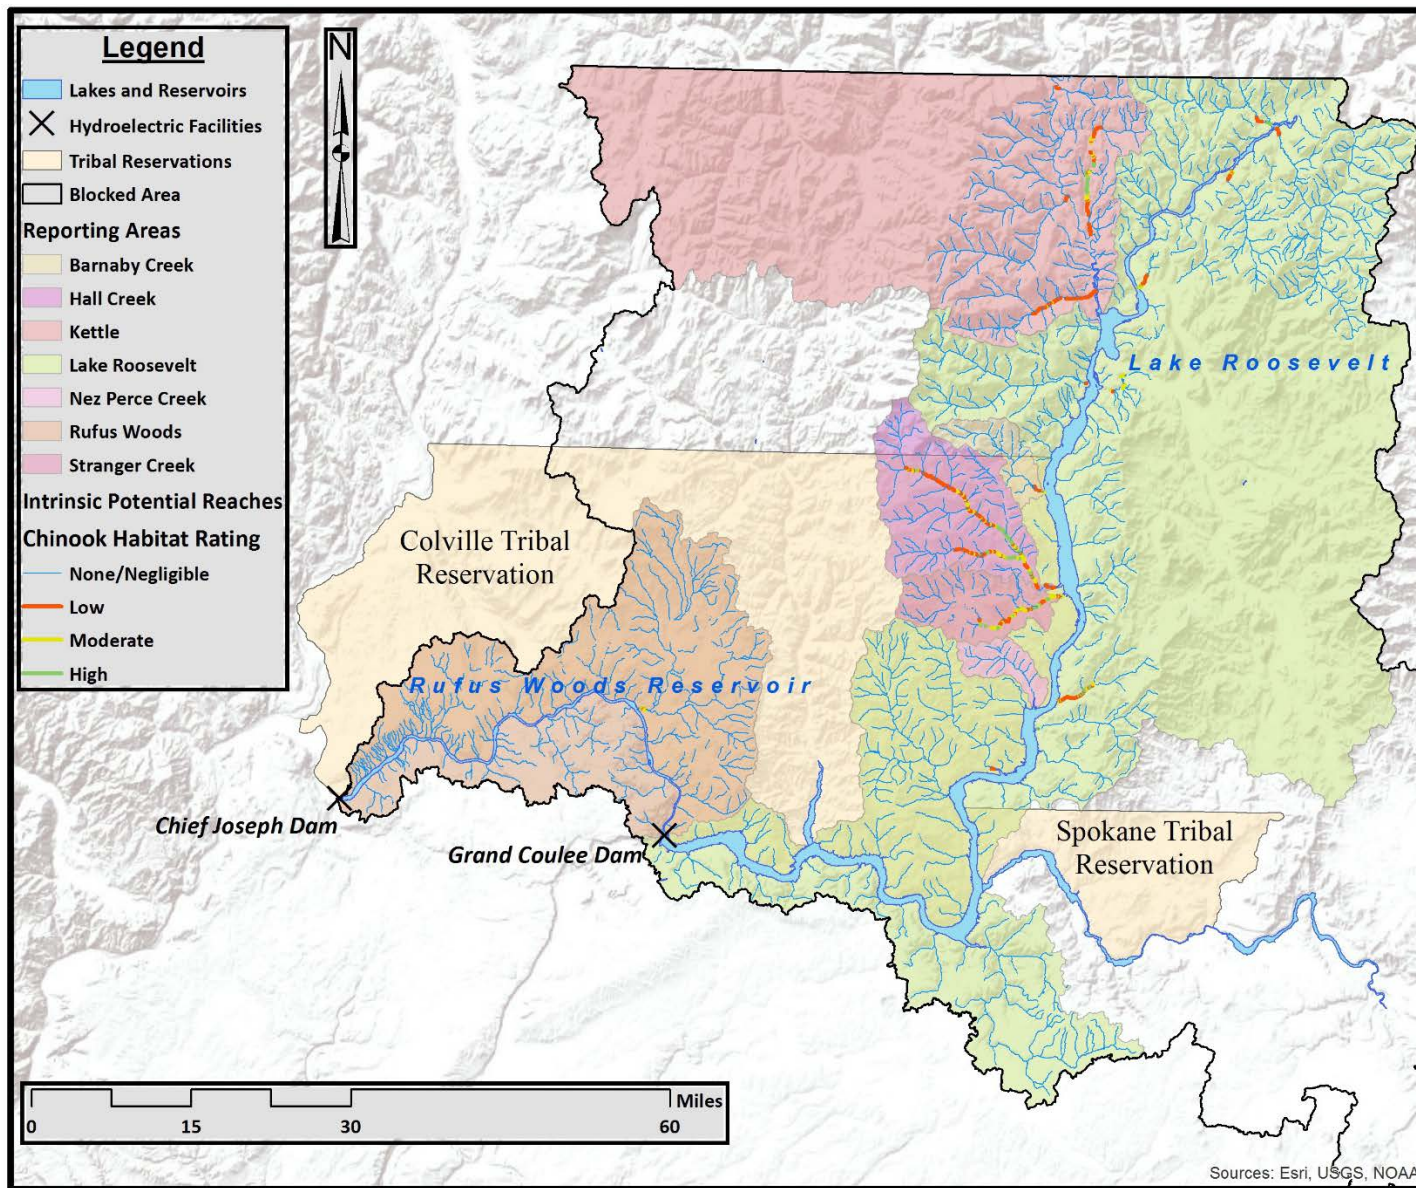 Legend
Lakes and Reservoirs
Hydroelectric Facilities
Tribal Reservations
Blocked Area
Reporting Areas
Barnaby Creek
Hall Creek
Kettle
Lake Roosevelt
Nez Perce Creek
Rufus Woods
Stranger Creek
Intrinsic Potential Reaches
Chinook Habitat Rating
None/Negligible
Low
Moderate
High
N
Lake Roosevelt
Colville Tribal
Reservation
Rufus Woods Reservoir
Chief Joseph Dam
Grand Coulee Dam
Spokane Tribal
Reservation
Miles
0 15 30 60
Sources: Esri, USGS, NOAA